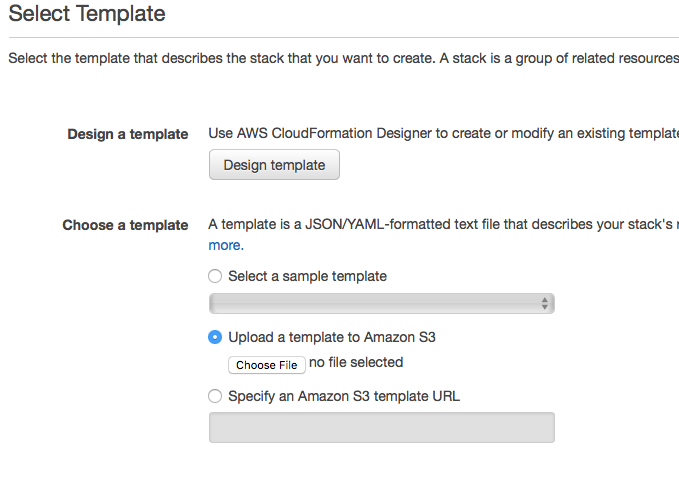 Select Template
Select the template that describes the stack that you want to create. A stack is a group of related resources
Design a template
Use AWS CloudFormation Designer to create or modify an existing template
Design template
Choose a template
A template is a JSON/YAML-formatted text file that describes your stack's
more.
Select a sample template
Upload a template to Amazon S3
Choose File no file selected
Specify an Amazon S3 template URL